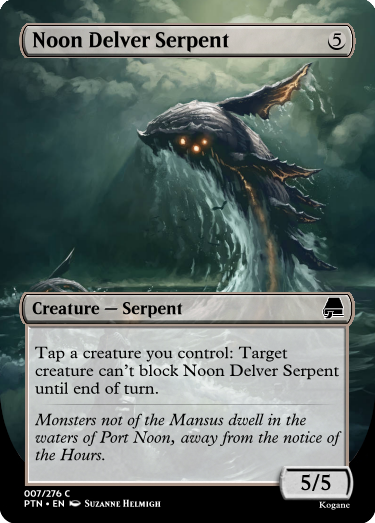 Noon Delver Serpent 5
Creature — Serpent
Tap a creature you control: Target
creature can't block Noon Delver Serpent
until end of turn.
Monsters not of the Mansus dwell in the
waters of Port Noon, away from the notice of
the Hours.
5/5
007/276 C
PTN • EN Suzanne Helmigh
Kogane